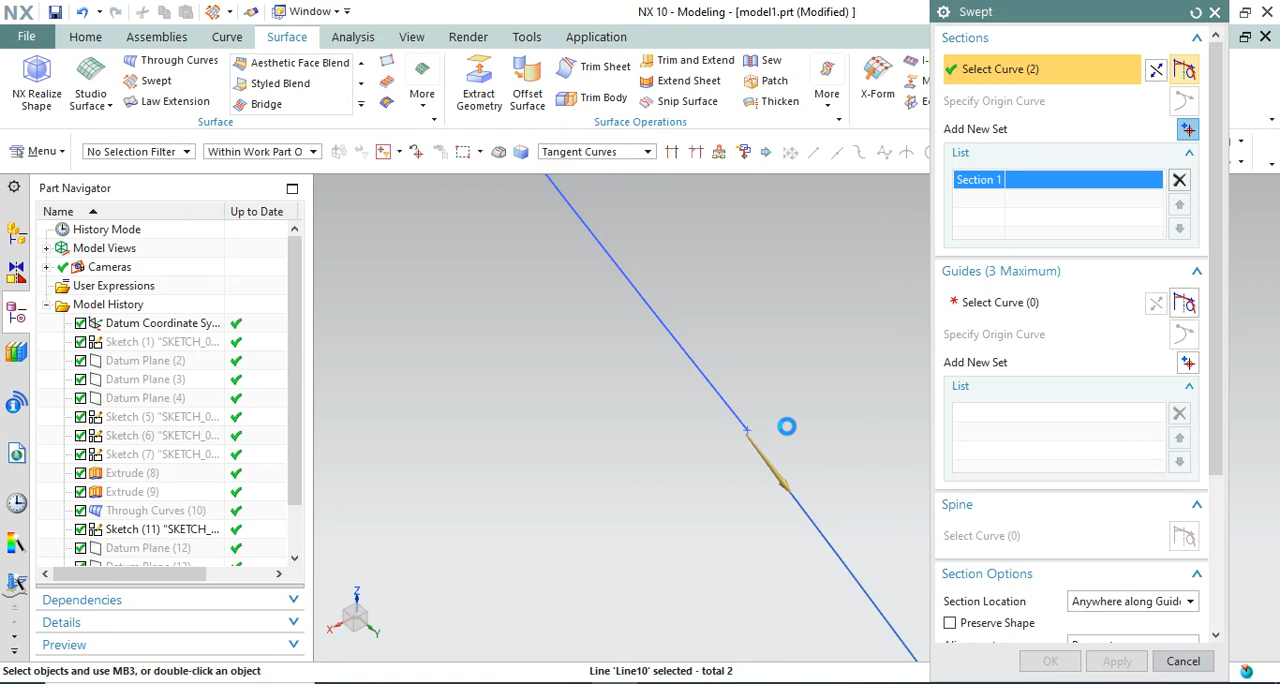 NX
Window
NX 10 - Modeling - [model1.prt (Modified) ]
Swept
File
Home
Assemblies
Curve
Surface
Analysis
View
Render
Tools
Application
NX Realize Shape
Studio Surface
Through Curves
Swept
Law Extension
Aesthetic Face Blend
Styled Blend
Bridge
More
Surface
Extract Geometry
Offset Surface
Trim Sheet
Trim Body
Trim and Extend
Extend Sheet
Snip Surface
Sew
Patch
Thicken
More
Surface Operations
X-Form
Menu
No Selection Filter
Within Work Part O
Tangent Curves
Part Navigator
Name
Up to Date
History Mode
Model Views
Cameras
User Expressions
Model History
Datum Coordinate Sy...
Sketch (1) "SKETCH_0...
Datum Plane (2)
Datum Plane (3)
Datum Plane (4)
Sketch (5) "SKETCH_0...
Sketch (6) "SKETCH_0...
Sketch (7) "SKETCH_0...
Extrude (8)
Extrude (9)
Through Curves (10)
Sketch (11) "SKETCH_...
Datum Plane (12)
Dependencies
Details
Preview
Z
X
Y
Sections
Select Curve (2)
Specify Origin Curve
Add New Set
List
Section 1
Guides (3 Maximum)
* Select Curve (0)
Specify Origin Curve
Add New Set
List
Spine
Select Curve (0)
Section Options
Section Location
Anywhere along Guid
Preserve Shape
OK
Apply
Cancel
Select objects and use MB3, or double-click an object
Line 'Line10' selected - total 2